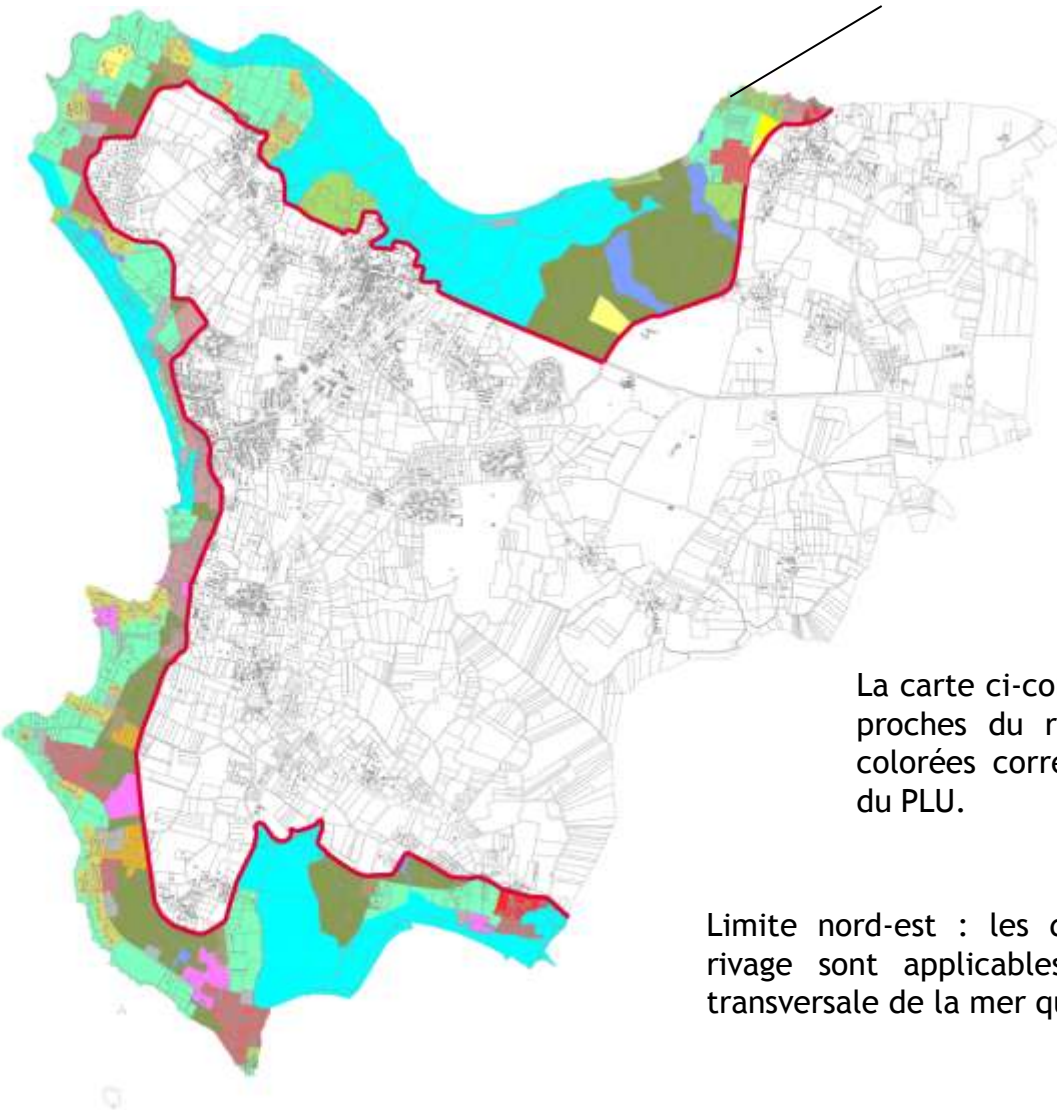 La carte ci-co
proches du r
colorées corre
du PLU.
Limite nord-est : les d
rivage sont applicables
transversale de la mer qu